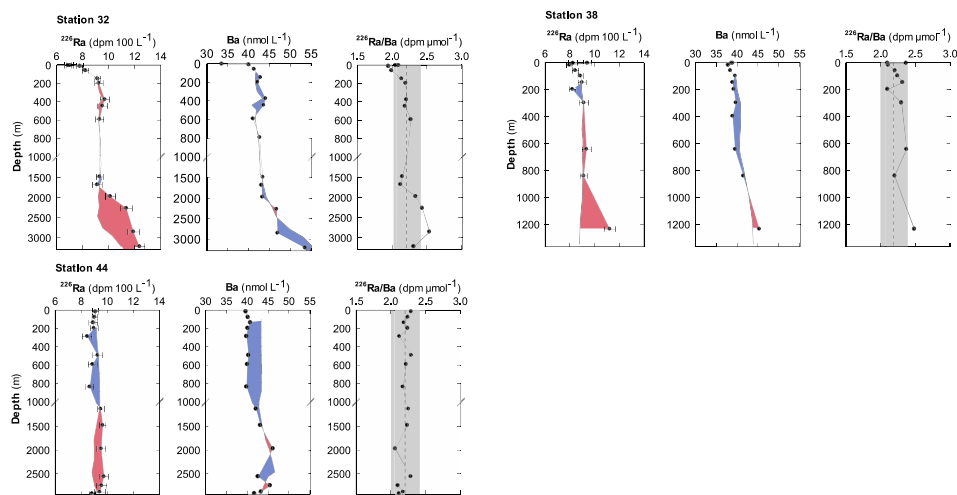 Station 32
²²⁶Ra (dpm 100 L⁻¹) Ba (nmol L⁻¹) ²²⁶Ra/Ba (dpm µmol⁻¹)
6 8 10 12 14 30 35 40 45 50 55 1.5 2.0 2.5 3.0
0
200
400
600
800
1000
1500
2000
2500
3000
Depth (m)
Station 38
²²⁶Ra (dpm 100 L⁻¹) Ba (nmol L⁻¹) ²²⁶Ra/Ba (dpm µmol⁻¹)
6 8 10 12 14 30 35 40 45 50 55 1.5 2.0 2.5 3.0
0
200
400
600
800
1000
1200
Depth (m)
Station 44
²²⁶Ra (dpm 100 L⁻¹) Ba (nmol L⁻¹) ²²⁶Ra/Ba (dpm µmol⁻¹)
6 8 10 12 14 30 35 40 45 50 55 1.5 2.0 2.5 3.0
0
200
400
600
800
1000
1500
2000
2500
Depth (m)